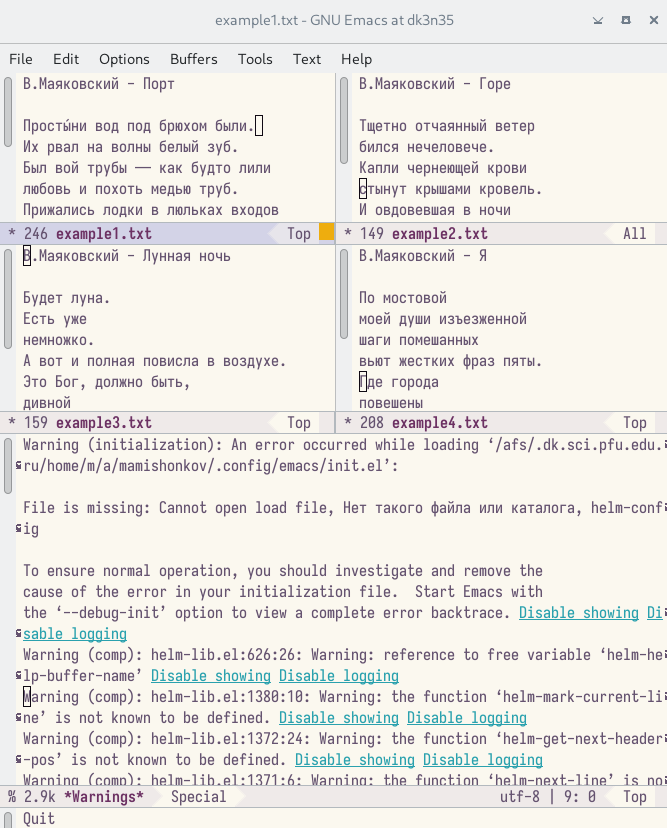 example1.txt - GNU Emacs at dk3n35
File Edit Options Buffers Tools Text Help
В.Маяковский - Порт
Просты́ни вод под брюхом были.
Их рвал на волны белый зуб.
Был вой трубы — как будто лили
любовь и похоть медью труб.
Прижались лодки в люльках входов
* 246 example1.txt Top
В.Маяковский - Горе
Тщетно отчаянный ветер
бился нечеловече.
Капли чернеющей крови
стынут крышами кровель.
И овдовевшая в ночи
* 149 example2.txt All
В.Маяковский - Лунная ночь
Будет луна.
Есть уже
немножко.
А вот и полная повисла в воздухе.
Это Бог, должно быть,
дивной
* 159 example3.txt Top
В.Маяковский - Я
По мостовой
моей души изъезженной
шаги помешанных
вьют жестких фраз пяты.
Где города
повешены
* 208 example4.txt Top
Warning (initialization): An error occurred while loading ‘/afs/.dk.sci.pfu.edu.
ru/home/m/a/mamishonkov/.config/emacs/init.el’:
File is missing: Cannot open load file, Нет такого файла или каталога, helm-conf
ig
To ensure normal operation, you should investigate and remove the
cause of the error in your initialization file.  Start Emacs with
the ‘--debug-init’ option to view a complete error backtrace. Disable showing Di
sable logging
Warning (comp): helm-lib.el:626:26: Warning: reference to free variable ‘helm-he
lp-buffer-name’ Disable showing Disable logging
Warning (comp): helm-lib.el:1380:10: Warning: the function ‘helm-mark-current-li
ne’ is not known to be defined. Disable showing Disable logging
Warning (comp): helm-lib.el:1372:24: Warning: the function ‘helm-get-next-header
-pos’ is not known to be defined. Disable showing Disable logging
Warning (comp): helm-lib.el:1371:6: Warning: the function ‘helm-next-line’ is no
% 2.9k *Warnings* Special utf-8 | 9: 0 Top
Quit